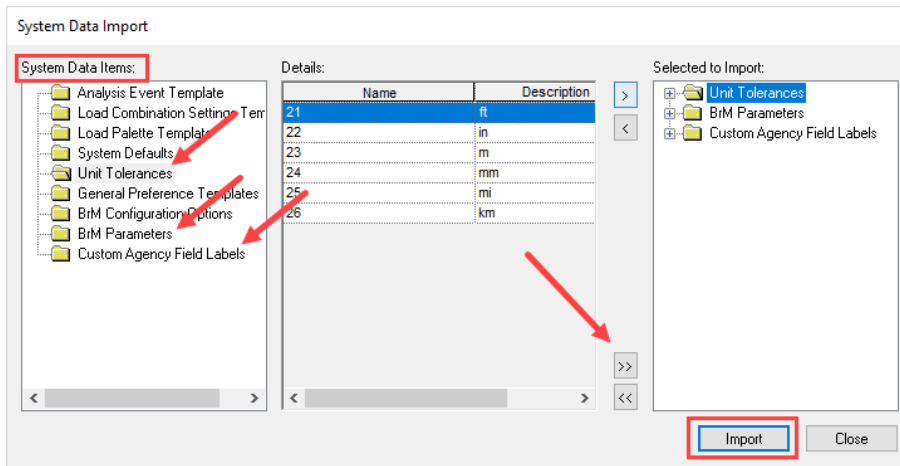 System Data Import
System Data Items:
Details:
Selected to Import:
Analysis Event Template
Load Combination Settings Tem
Load Palette Template
System Defaults
Unit Tolerances
General Preference Templates
BrM Configuration Options
BrM Parameters
Custom Agency Field Labels
Name Description
21 ft
22 in
23 m
24 mm
25 mi
26 km
>
<
>>
<<
Unit Tolerances
BrM Parameters
Custom Agency Field Labels
Import
Close